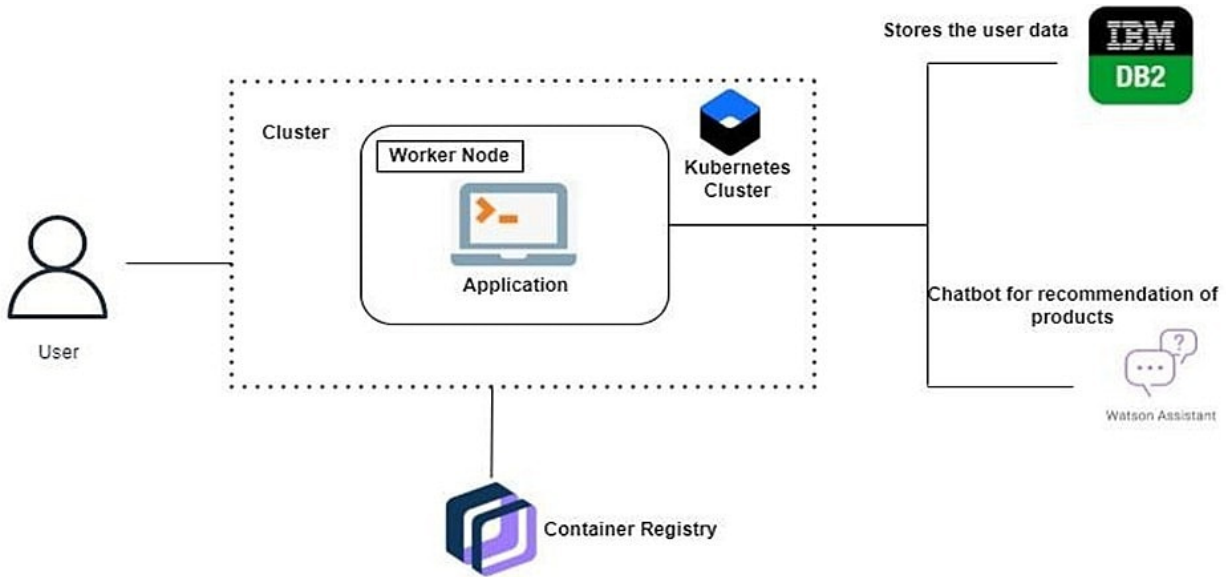 Stores the user data
IBM
DB2
Cluster
Worker Node
Kubernetes
Cluster
Application
User
Chatbot for recommendation of
products
Watson Assistant
Container Registry